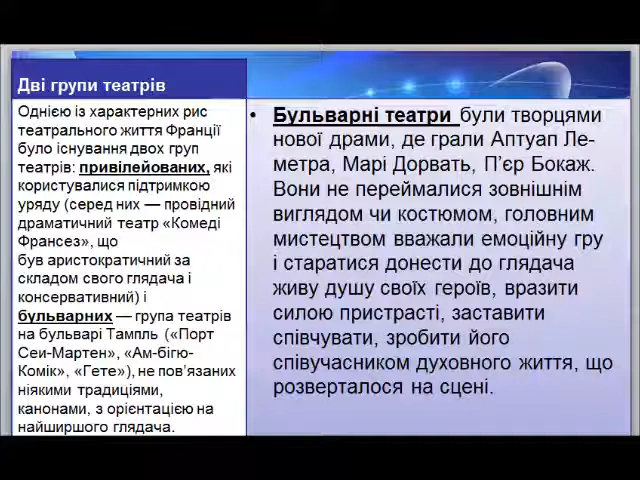 Дві групи театрів
Однією із характерних рис
театрального життя Франції
було існування двох груп
театрів: привілейованих, які
користувалися підтримкою
уряду (серед них — провідний
драматичний театр «Комеді
Франсез», що
був аристократичний за
складом свого глядача і
консервативний) і
бульварних — група театрів
на бульварі Тампль («Порт
Сеи-Мартен», «Ам-бігю-
Комік», «Гете»), не пов’язаних
ніякими традиціями,
канонами, з орієнтацією на
найширшого глядача.
• Бульварні театри були творцями
нової драми, де грали Аптуап Ле-
метра, Марі Дорвать, П’єр Бокаж.
Вони не переймалися зовнішнім
виглядом чи костюмом, головним
мистецтвом вважали емоційну гру
і старатися донести до глядача
живу душу своїх героїв, вразити
силою пристрасті, заставити
співчувати, зробити його
співучасником духовного життя, що
розверталося на сцені.